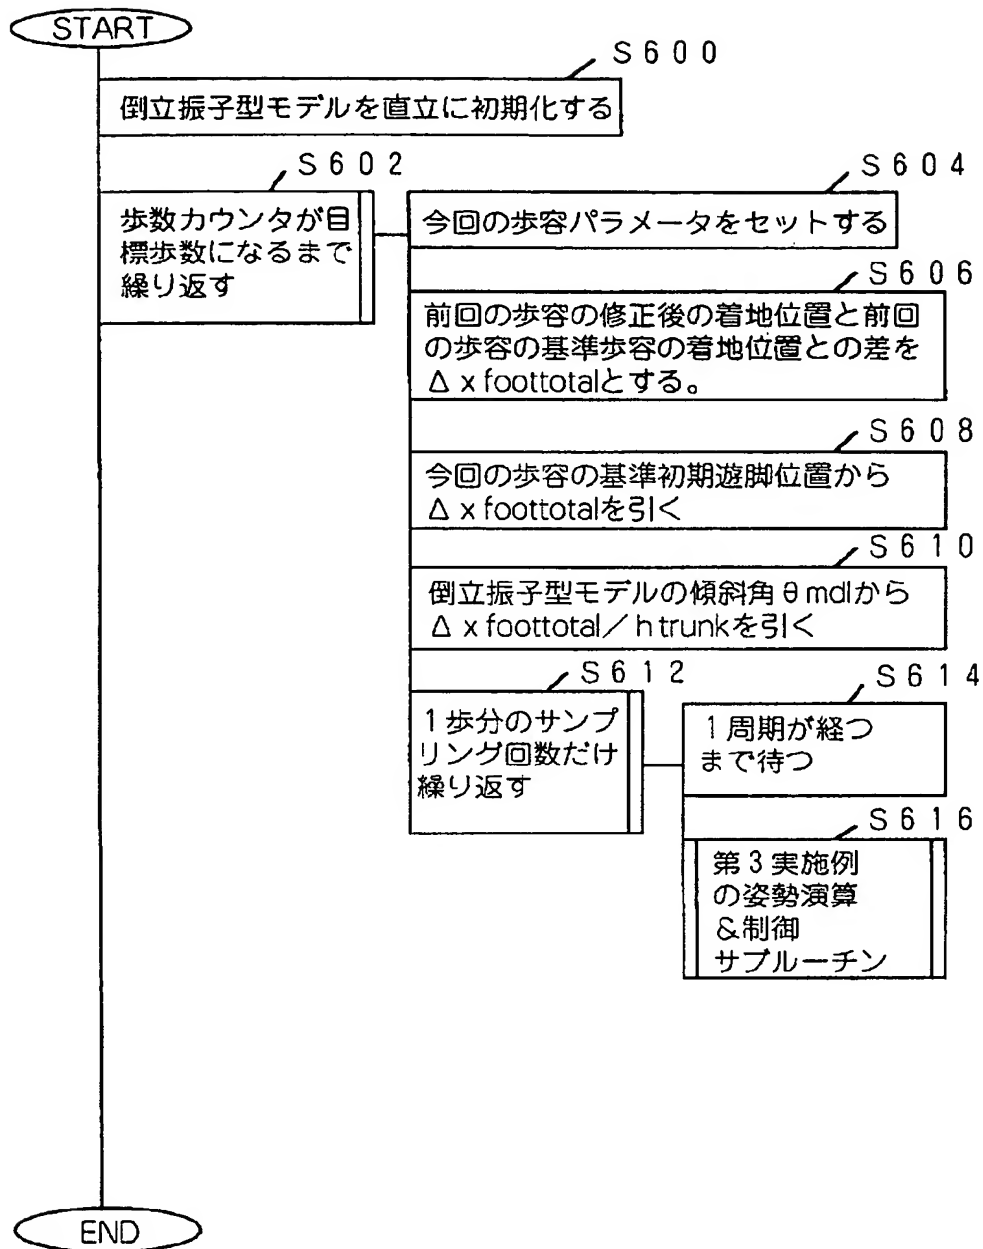 START
S600
倒立振子型モデルを直立に初期化する
S602
歩数カウンタが目
標歩数になるまで
繰り返す
S604
今回の歩容パラメータをセットする
S606
前回の歩容の修正後の着地位置と前回
の歩容の基準歩容の着地位置との差を
Δxfoottotalとする。
S608
今回の歩容の基準初期遊脚位置から
Δxfoottotalを引く
S610
倒立振子型モデルの傾斜角θmdlから
Δxfoottotal／htrunkを引く
S612
1歩分のサンプ
リング回数だけ
繰り返す
S614
1周期が経つ
まで待つ
S616
第3実施例
の姿勢演算
&制御
サブルーチン
END